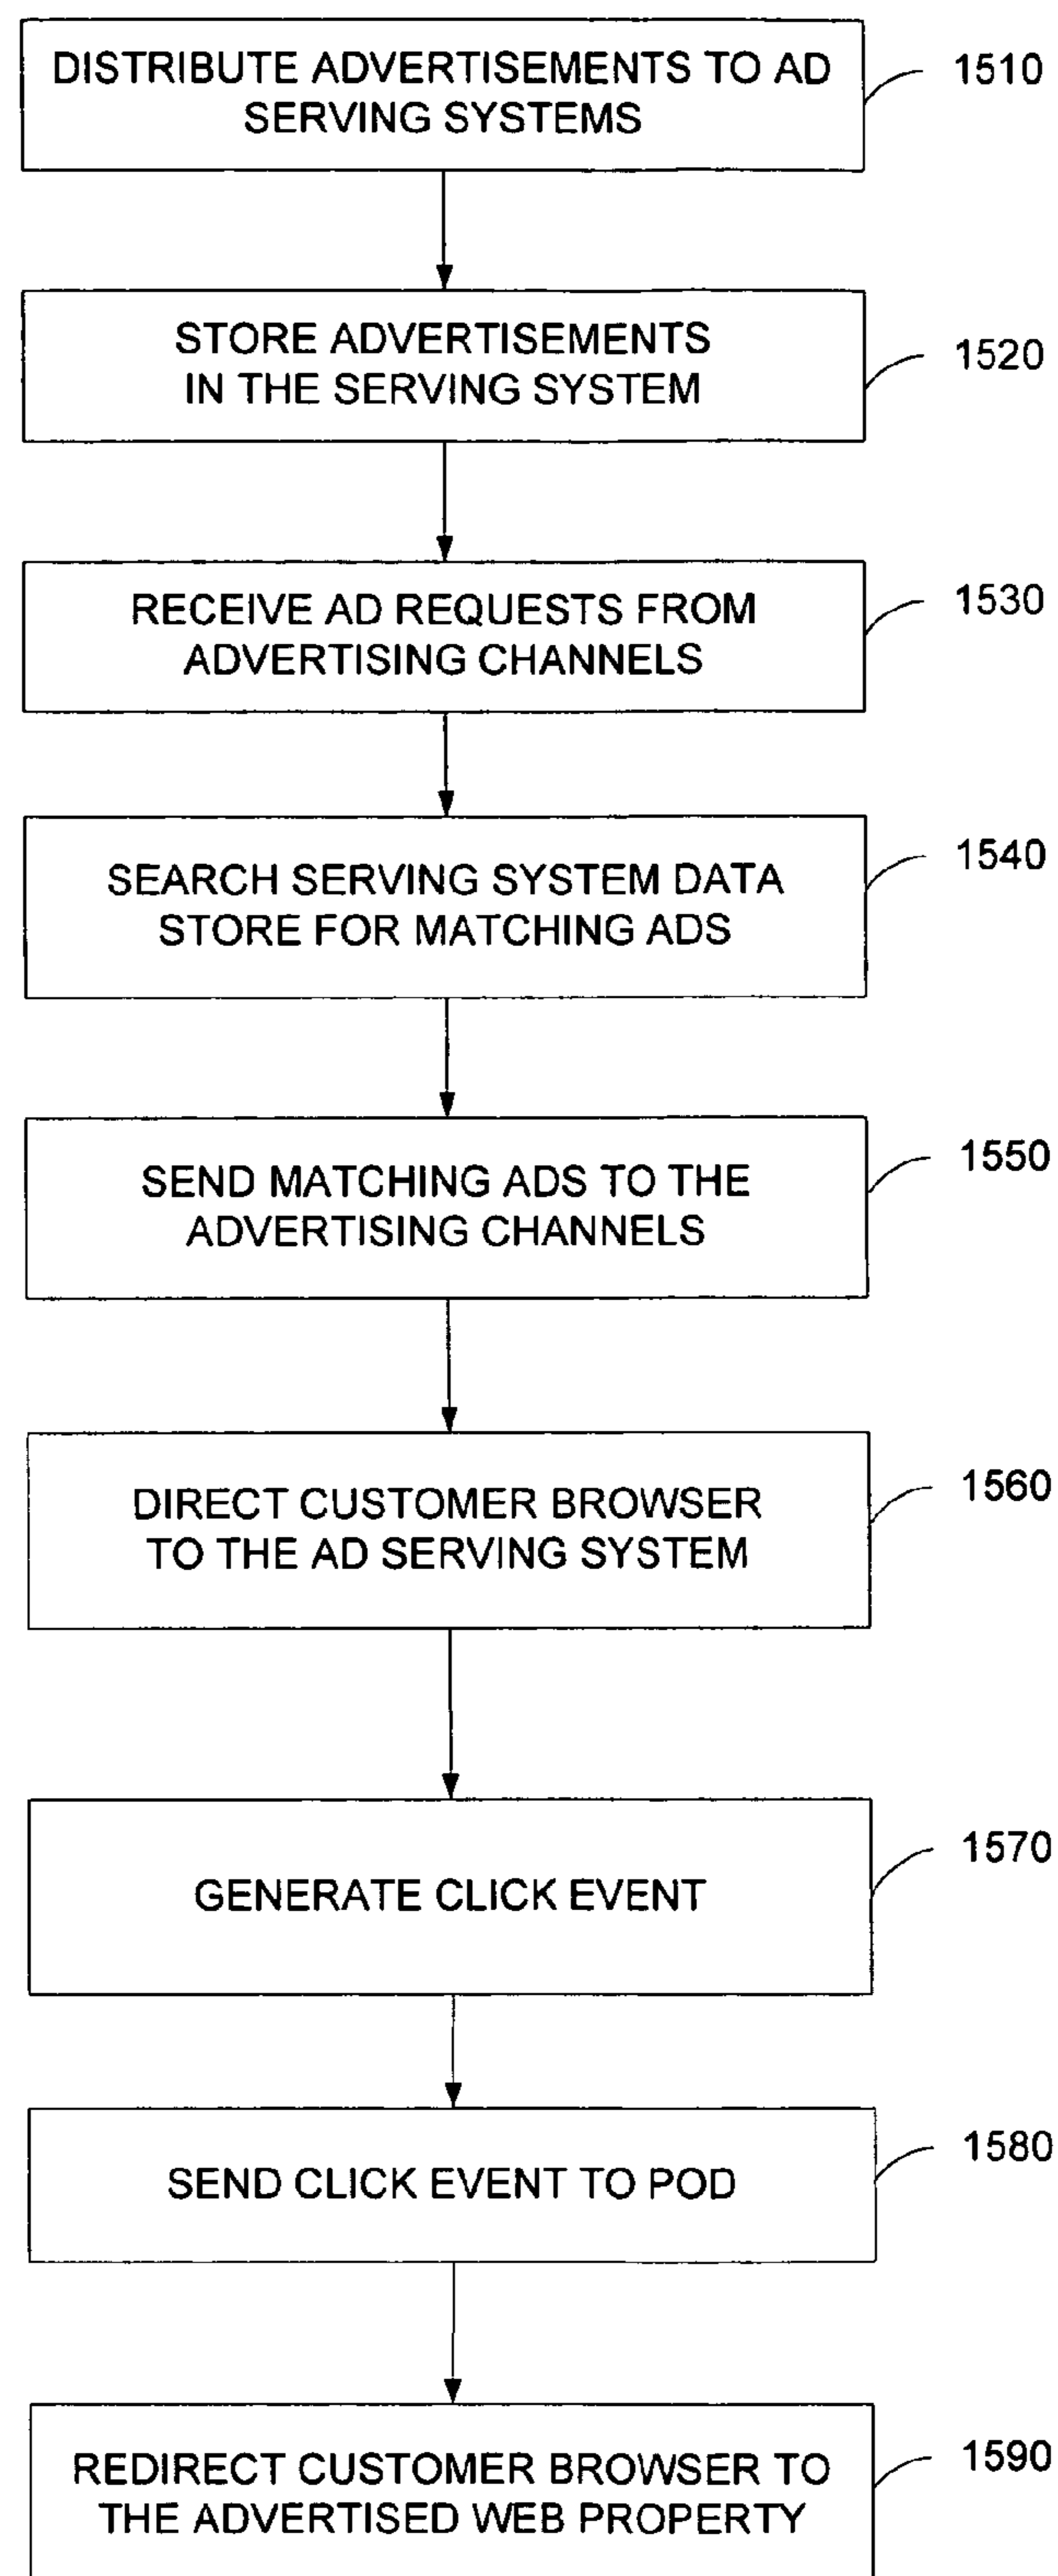 DISTRIBUTE ADVERTISEMENTS TO AD
SERVING SYSTEMS
1510
STORE ADVERTISEMENTS
IN THE SERVING SYSTEM
1520
RECEIVE AD REQUESTS FROM
ADVERTISING CHANNELS
1530
SEARCH SERVING SYSTEM DATA
STORE FOR MATCHING ADS
1540
SEND MATCHING ADS TO THE
ADVERTISING CHANNELS
1550
DIRECT CUSTOMER BROWSER
TO THE AD SERVING SYSTEM
1560
GENERATE CLICK EVENT
1570
SEND CLICK EVENT TO POD
1580
REDIRECT CUSTOMER BROWSER TO
THE ADVERTISED WEB PROPERTY
1590